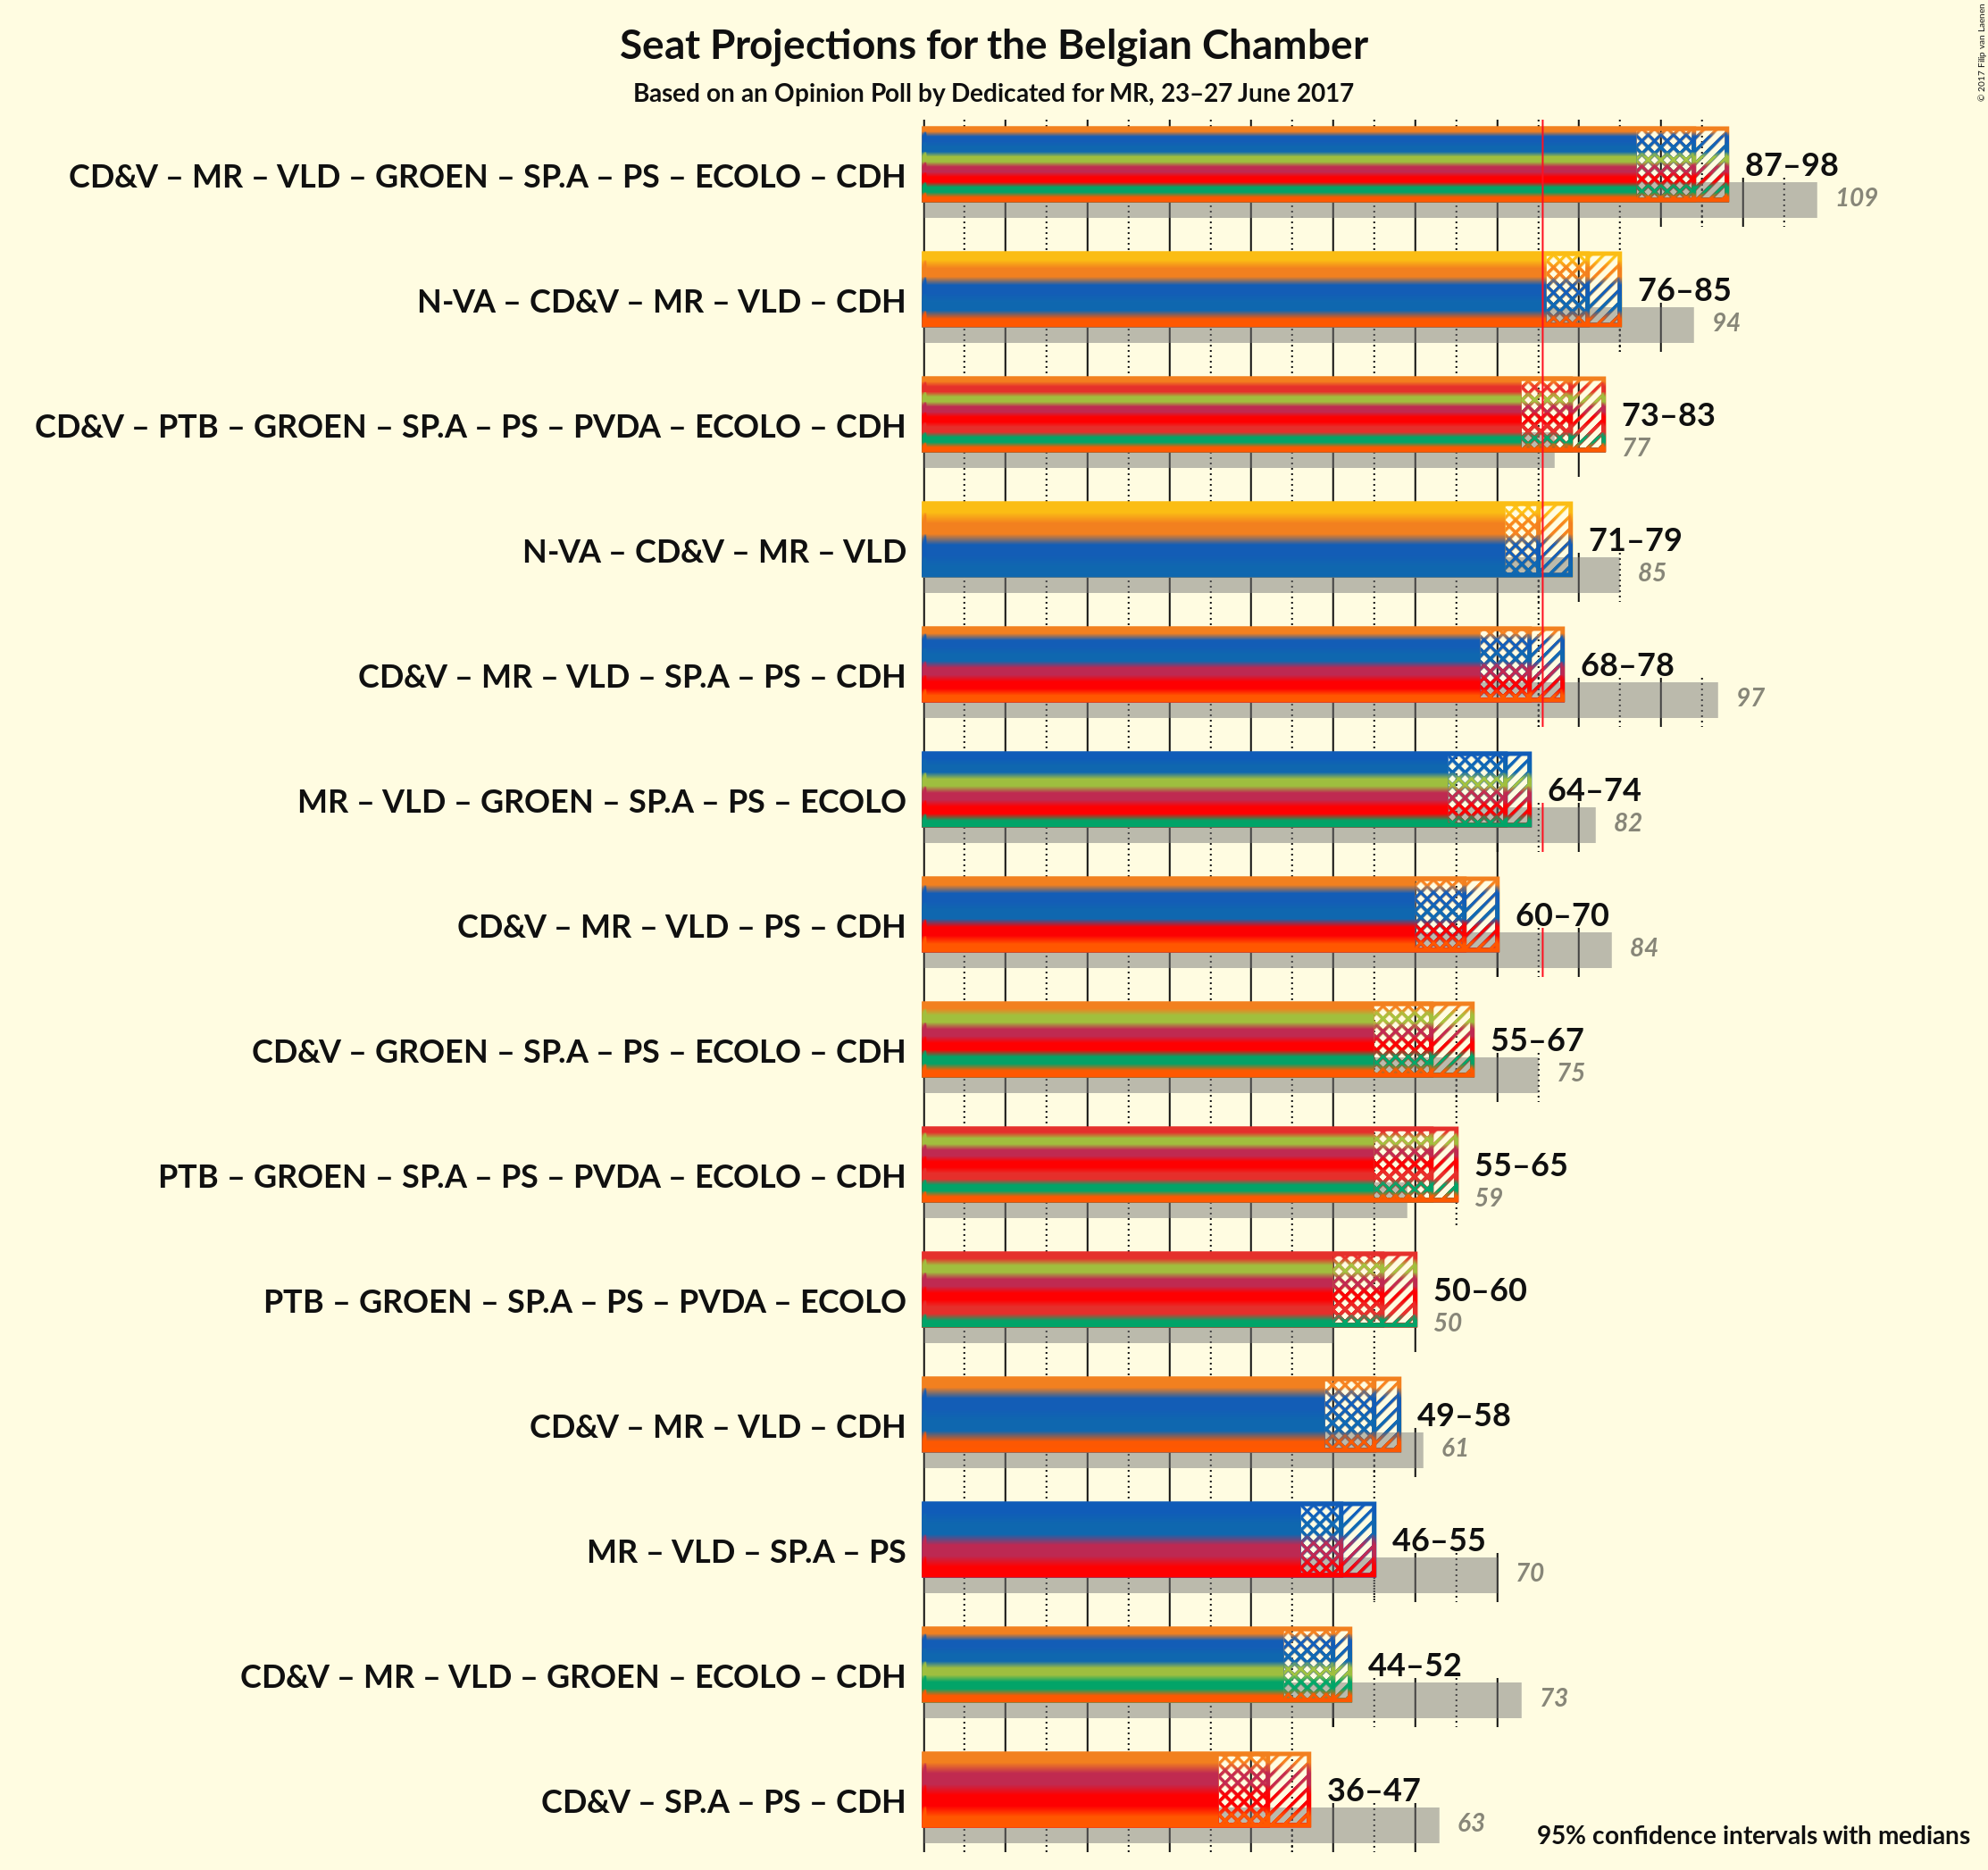 Seat Projections for the Belgian Chamber
Based on an Opinion Poll by Dedicated for MR, 23–27 June 2017
© 2017 Filip van Laenen
CD&V – MR – VLD – GROEN – SP.A – PS – ECOLO – CDH
87–98
109
N-VA – CD&V – MR – VLD – CDH
76–85
94
CD&V – PTB – GROEN – SP.A – PS – PVDA – ECOLO – CDH
73–83
77
N-VA – CD&V – MR – VLD
71–79
85
CD&V – MR – VLD – SP.A – PS – CDH
68–78
97
MR – VLD – GROEN – SP.A – PS – ECOLO
64–74
82
CD&V – MR – VLD – PS – CDH
60–70
84
CD&V – GROEN – SP.A – PS – ECOLO – CDH
55–67
75
PTB – GROEN – SP.A – PS – PVDA – ECOLO – CDH
55–65
59
PTB – GROEN – SP.A – PS – PVDA – ECOLO
50–60
50
CD&V – MR – VLD – CDH
49–58
61
MR – VLD – SP.A – PS
46–55
70
CD&V – MR – VLD – GROEN – ECOLO – CDH
44–52
73
CD&V – SP.A – PS – CDH
36–47
63
95% confidence intervals with medians